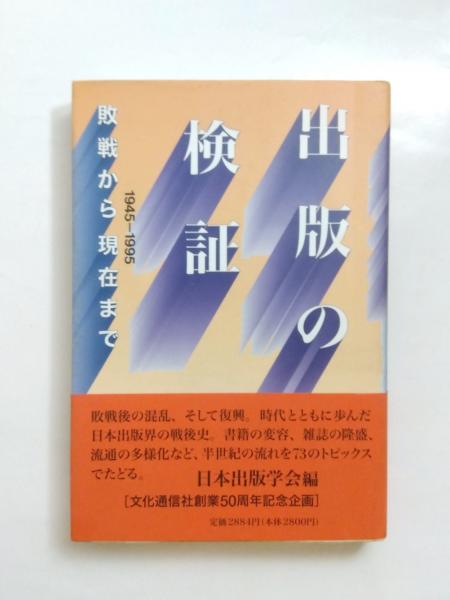 出版の
検証
敗戦から現在まで
1945–1995
敗戦後の混乱、そして復興。時代とともに歩んだ
日本出版界の戦後史。書籍の変容、雑誌の隆盛、
流通の多様化など、半世紀の流れを73のトピックス
でたどる。
日本出版学会編
[文化通信社創業50周年記念企画]
定価2884円(本体2800円)